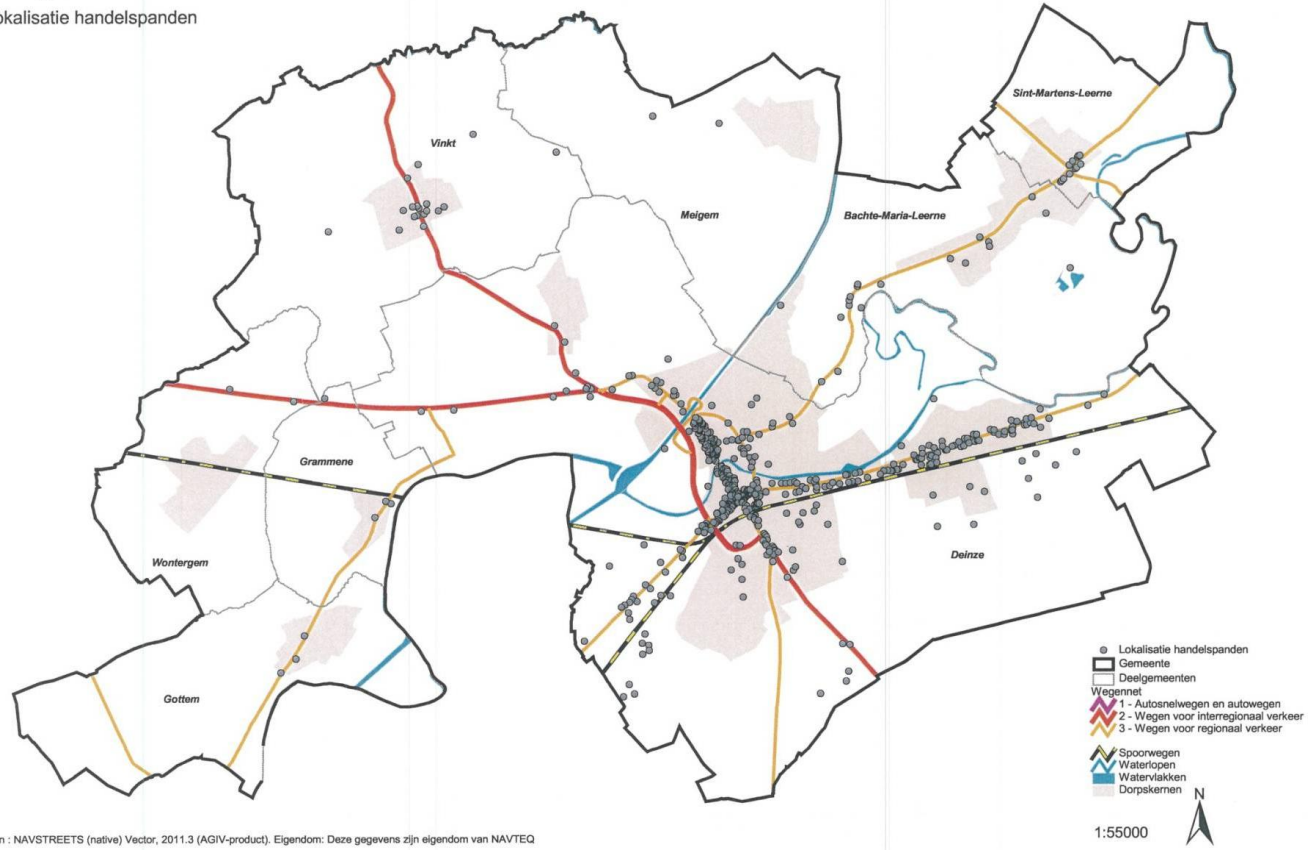 okalisatie handelspanden
Sint-Martens-Leerne
Vinkt
Meigem
Bachte-Maria-Leerne
Grammene
Wontergem
Deinze
Gottem
Lokalisatie handelspanden
Gemeente
Deelgemeenten
Wegennet
1 - Autosnelwegen en autowegen
2 - Wegen voor interregionaal verkeer
3 - Wegen voor regionaal verkeer
Spoorwegen
Waterlopen
Watervlakken
Dorpskernen
N
1:55000
n : NAVSTREETS (native) Vector, 2011.3 (AGIV-product). Eigendom: Deze gegevens zijn eigendom van NAVTEQ